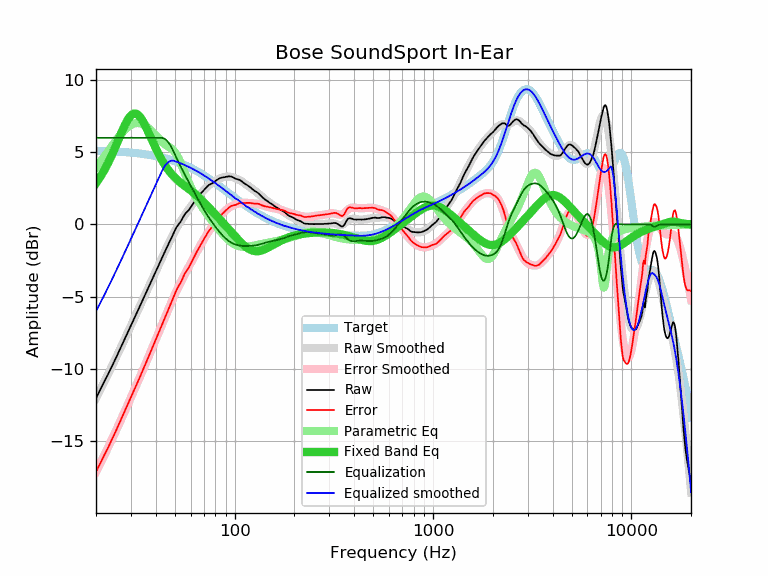 Bose SoundSport In-Ear
10
5
0
−5
−10
−15
Amplitude (dBr)
Target
Raw Smoothed
Error Smoothed
Raw
Error
Parametric Eq
Fixed Band Eq
Equalization
Equalized smoothed
100 1000 10000
Frequency (Hz)